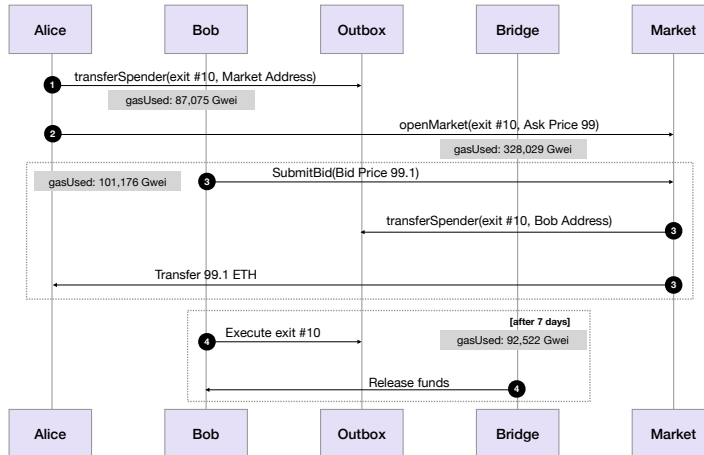 Alice Bob Outbox Bridge Market
1 transferSpender(exit #10, Market Address)
gasUsed: 87,075 Gwei
2 openMarket(exit #10, Ask Price 99)
gasUsed: 328,029 Gwei
gasUsed: 101,176 Gwei 3 SubmitBid(Bid Price 99.1)
transferSpender(exit #10, Bob Address) 3
Transfer 99.1 ETH 3
[after 7 days]
4 Execute exit #10 gasUsed: 92,522 Gwei
Release funds 4
Alice Bob Outbox Bridge Market